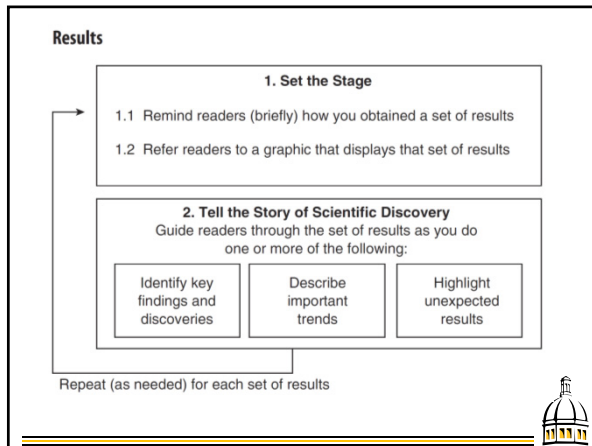 Results
1. Set the Stage
1.1 Remind readers (briefly) how you obtained a set of results
1.2 Refer readers to a graphic that displays that set of results
2. Tell the Story of Scientific Discovery
Guide readers through the set of results as you do
one or more of the following:
Identify key
findings and
discoveries
Describe
important
trends
Highlight
unexpected
results
Repeat (as needed) for each set of results